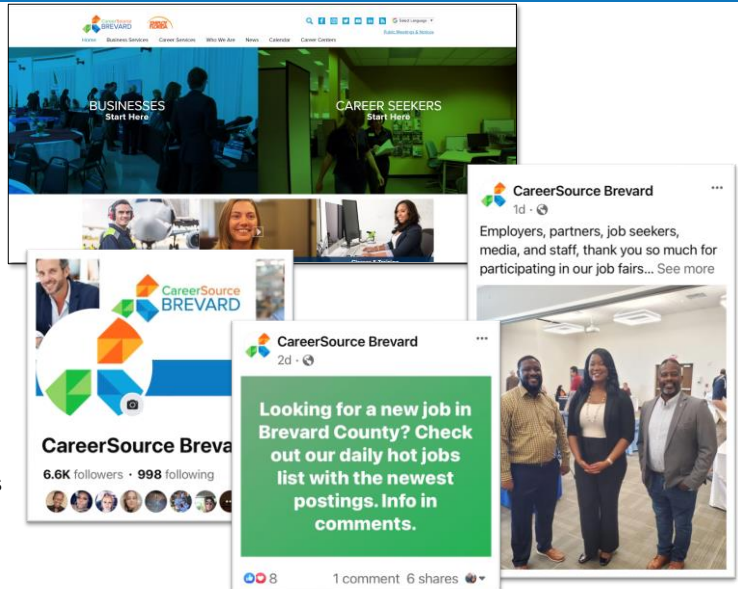 CareerSource
BREVARD
Select Language
Public Meetings & Notices
Home Business Services Career Services Who We Are News Calendar Career Centers
BUSINESSES
Start Here
CAREER SEEKERS
Start Here
CareerSource Brevard
1d ·
Employers, partners, job seekers,
media, and staff, thank you so much for
participating in our job fairs... See more
CareerSource
BREVARD
CareerSource Breva
6.6K followers · 998 following
s
CareerSource Brevard
2d ·
Looking for a new job in
Brevard County? Check
out our daily hot jobs
list with the newest
postings. Info in
comments.
8 1 comment 6 shares